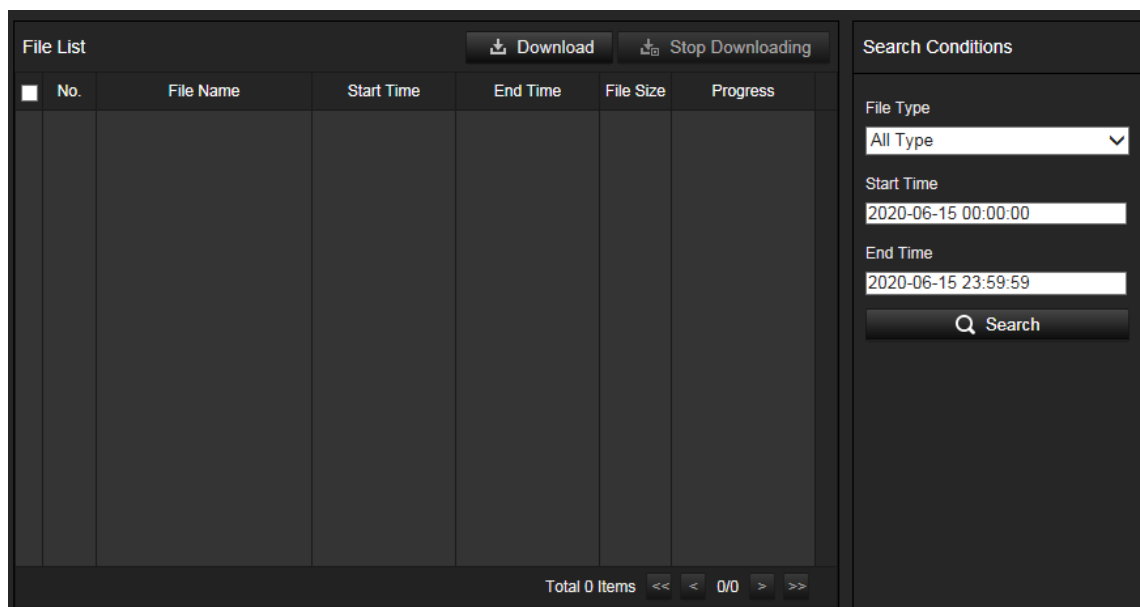 File List
Download
Stop Downloading
No. File Name Start Time End Time File Size Progress
Total 0 Items << < 0/0 > >>
Search Conditions
File Type
All Type
Start Time
2020-06-15 00:00:00
End Time
2020-06-15 23:59:59
Search